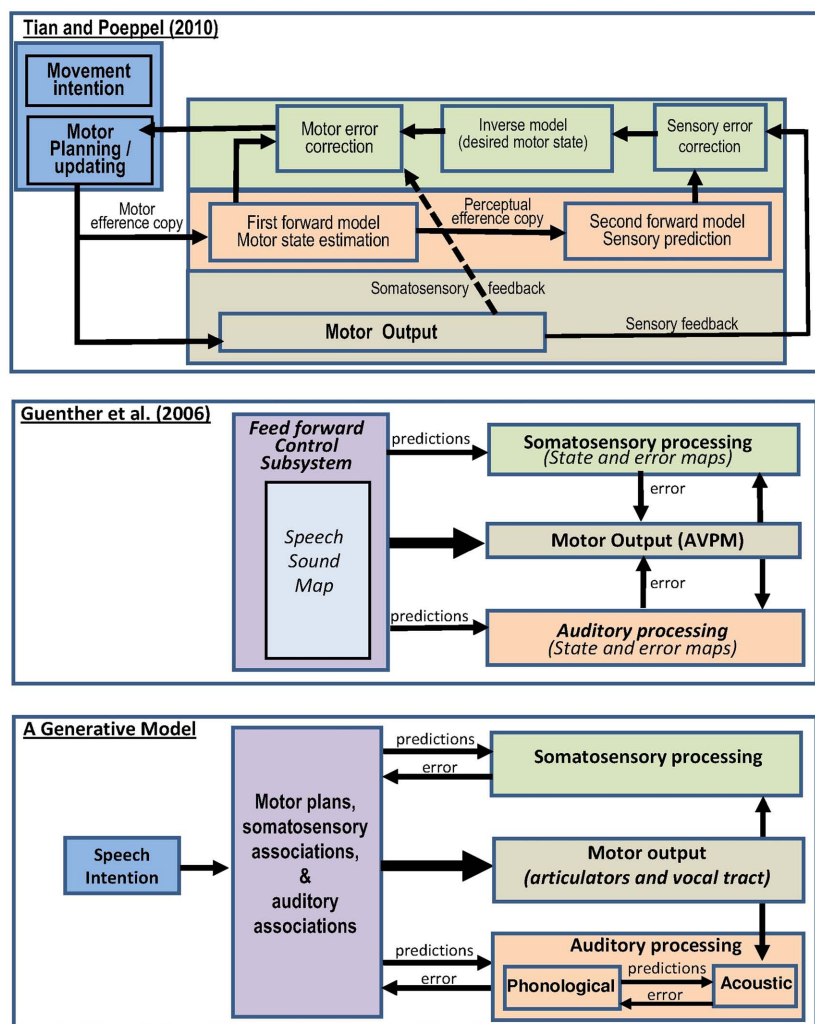 Tian and Poeppel (2010)
Movement
intention
Motor
Planning /
updating
Motor error
correction
Inverse model
(desired motor state)
Sensory error
correction
Motor
efference copy
First forward model
Motor state estimation
Perceptual
efference copy
Second forward model
Sensory prediction
Somatosensory feedback
Motor Output
Sensory feedback
Guenther et al. (2006)
Feed forward
Control
Subsystem
Speech
Sound
Map
predictions
Somatosensory processing
(State and error maps)
error
Motor Output (AVPM)
error
predictions
Auditory processing
(State and error maps)
A Generative Model
Speech
Intention
Motor plans,
somatosensory
associations,
&
auditory
associations
predictions
error
Somatosensory processing
Motor output
(articulators and vocal tract)
predictions
error
Auditory processing
Phonological
predictions
error
Acoustic